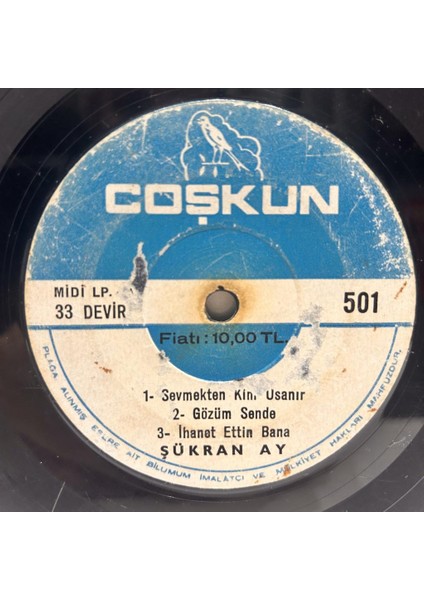 COŞKUN
MİDİ LP.
33 DEVİR
501
Fiatı : 10,00 TL.
1- Sevmekten Kim Usanır
2- Gözüm Sende
3- İhanet Ettin Bana
ŞÜKRAN AY
PLAĞA ALINMIŞ ESERE AİT BİLUMUM İMALATÇI VE MÜLKİYET HAKLARI MAHFUZDUR.